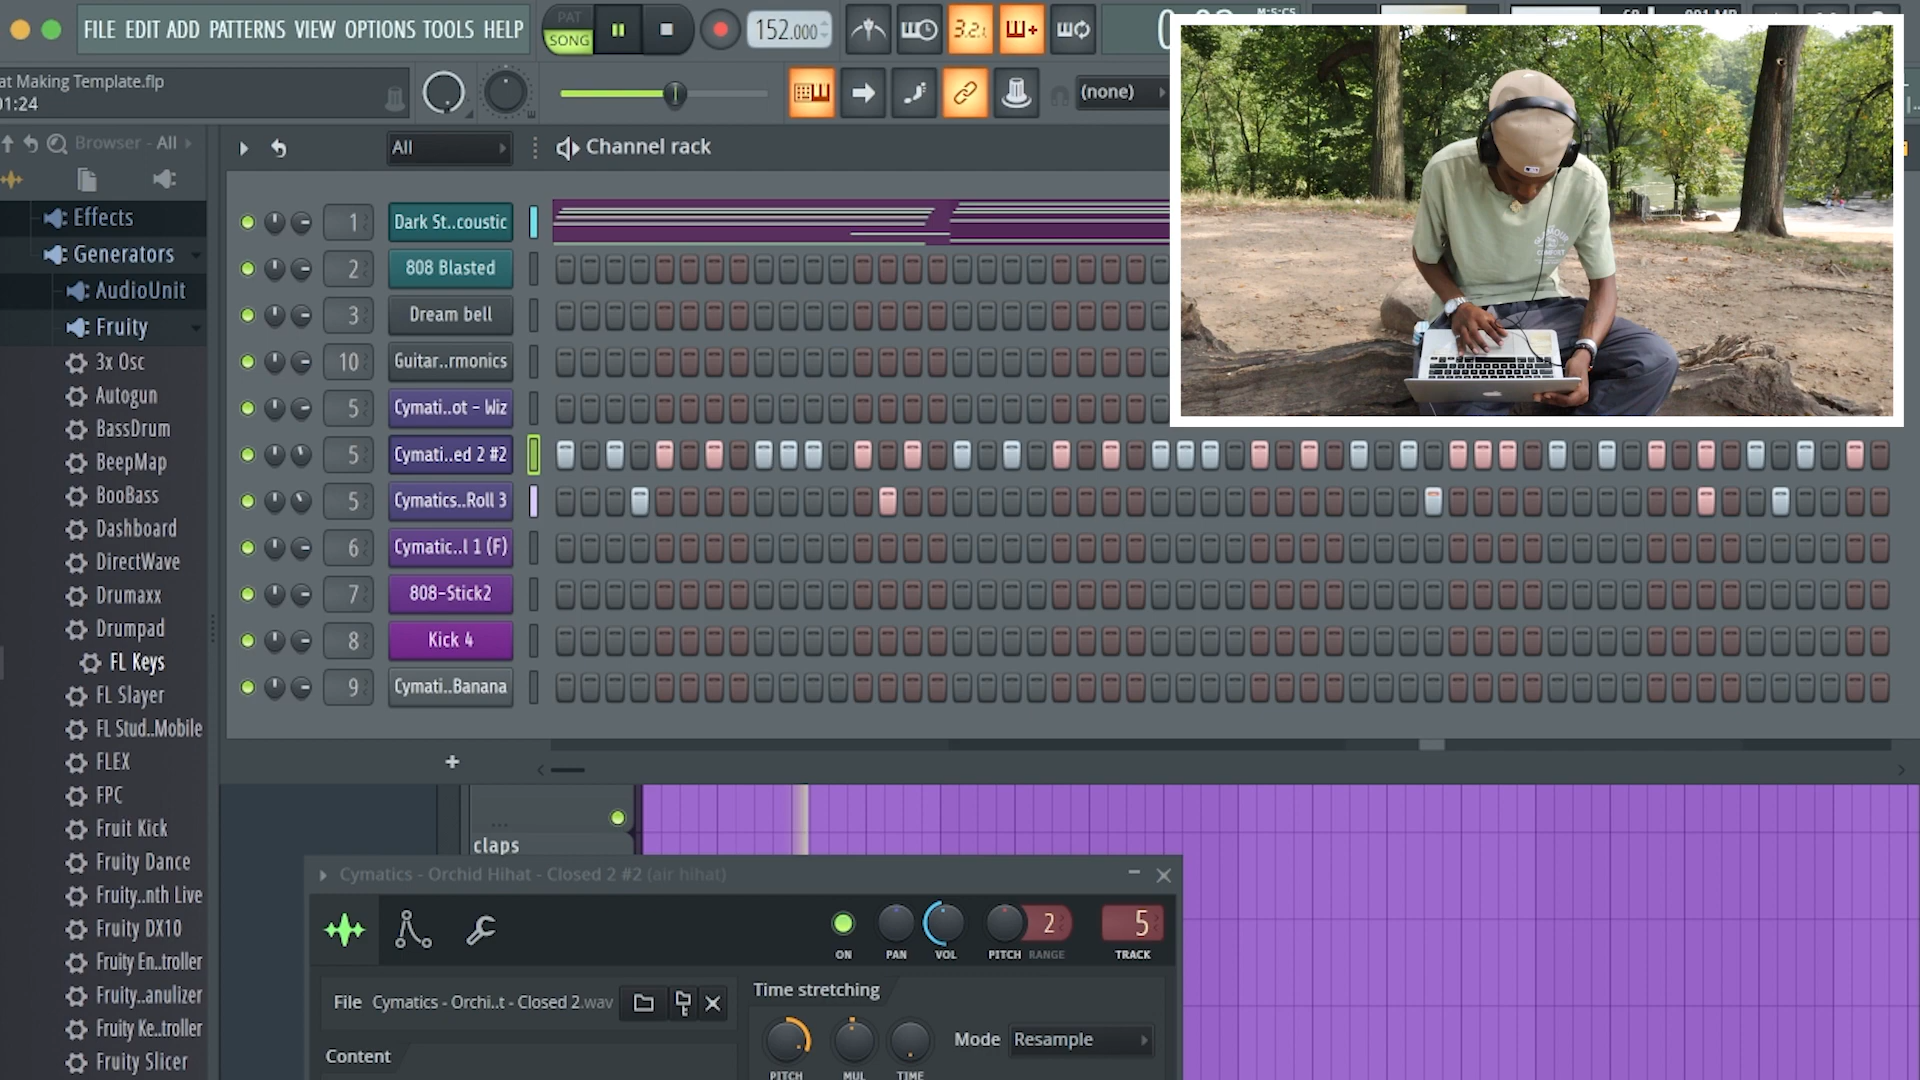 FILE EDIT ADD PATTERNS VIEW OPTIONS TOOLS HELP
PAT
SONG
152.000
3.2.
M:S:CS
at Making Template.flp
01:24
(none)
Browser - All
All
Channel rack
Effects
Generators
AudioUnit
Fruity
3x Osc
Autogun
BassDrum
BeepMap
BooBass
Dashboard
DirectWave
Drumaxx
Drumpad
FL Keys
FL Slayer
FL Stud..Mobile
FLEX
FPC
Fruit Kick
Fruity Dance
Fruity..nth Live
Fruity DX10
Fruity En..troller
Fruity..anulizer
Fruity Ke..troller
Fruity Slicer
1 Dark St..coustic
2 808 Blasted
3 Dream bell
10 Guitar..rmonics
5 Cymati..ot - Wiz
5 Cymati..ed 2 #2
5 Cymatics..Roll 3
6 Cymatic..l 1 (F)
7 808-Stick2
8 Kick 4
9 Cymati..Banana
+
claps
Cymatics - Orchid Hihat - Closed 2 #2 (air hihat)
2
5
ON PAN VOL PITCH RANGE TRACK
File Cymatics - Orchi..t - Closed 2.wav
Time stretching
Mode Resample
Content
PITCH MUL TIME